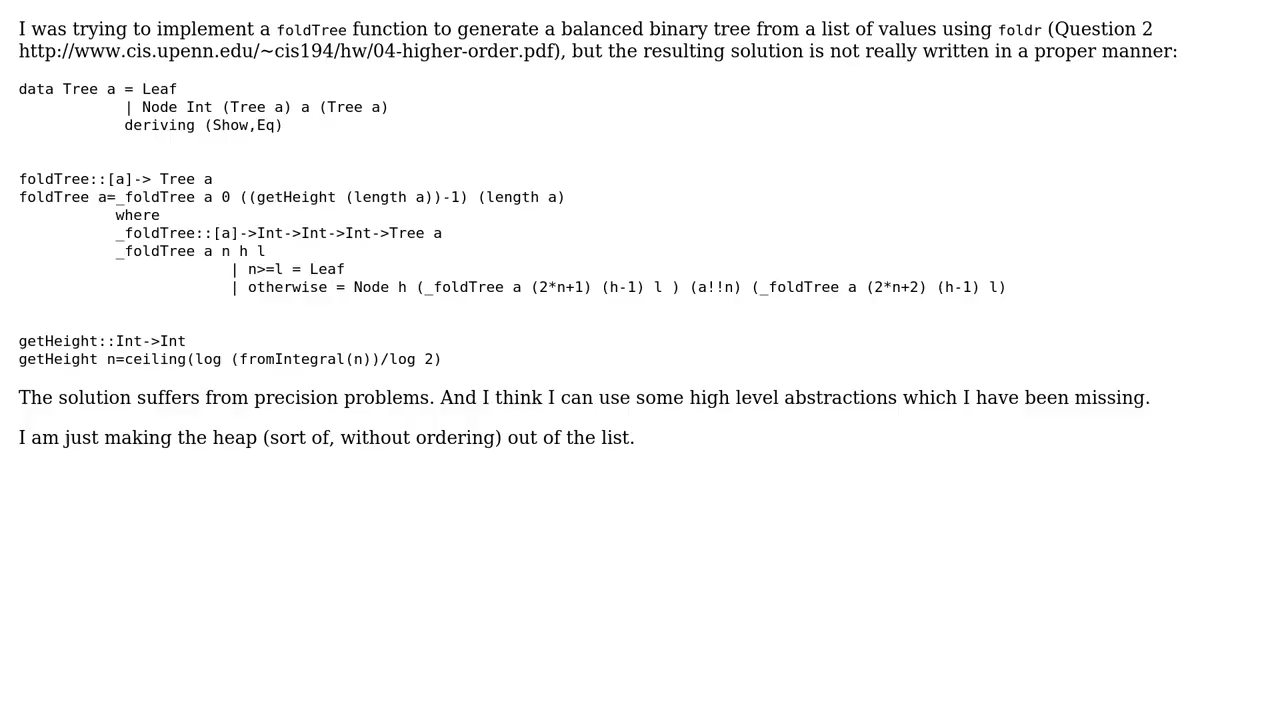 I was trying to implement a foldTree function to generate a balanced binary tree from a list of values using foldr (Question 2
http://www.cis.upenn.edu/~cis194/hw/04-higher-order.pdf), but the resulting solution is not really written in a proper manner:
data Tree a = Leaf
            | Node Int (Tree a) a (Tree a)
            deriving (Show,Eq)
foldTree::[a]-> Tree a
foldTree a=_foldTree a 0 ((getHeight (length a))-1) (length a)
           where
           _foldTree::[a]->Int->Int->Int->Tree a
           _foldTree a n h l
                        | n>=l = Leaf
                        | otherwise = Node h (_foldTree a (2*n+1) (h-1) l ) (a!!n) (_foldTree a (2*n+2) (h-1) l)
getHeight::Int->Int
getHeight n=ceiling(log (fromIntegral(n))/log 2)
The solution suffers from precision problems. And I think I can use some high level abstractions which I have been missing.
I am just making the heap (sort of, without ordering) out of the list.